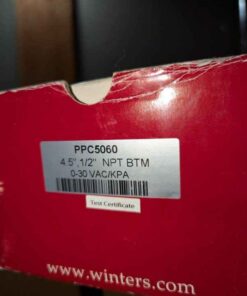 PPC5060
4.5",1/2" NPT BTM
0-30 VAC/KPA
Test Certificate
www.winters.com